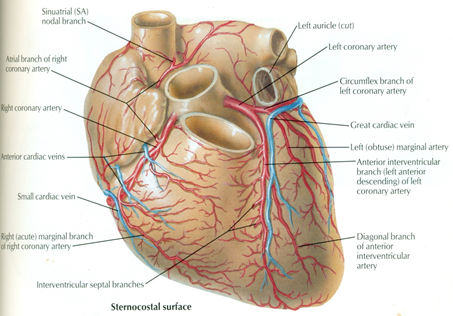 Sinuatrial (SA)
nodal branch
Atrial branch of right
coronary artery
Right coronary artery
Anterior cardiac veins
Small cardiac vein
Right (acute) marginal branch
of right coronary artery
Interventricular septal branches
Sternocostal surface
Left auricle (cut)
Left coronary artery
Circumflex branch of
left coronary artery
Great cardiac vein
Left (obtuse) marginal artery
Anterior interventricular
branch (left anterior
descending) of left
coronary artery
Diagonal branch
of anterior
interventricular
artery